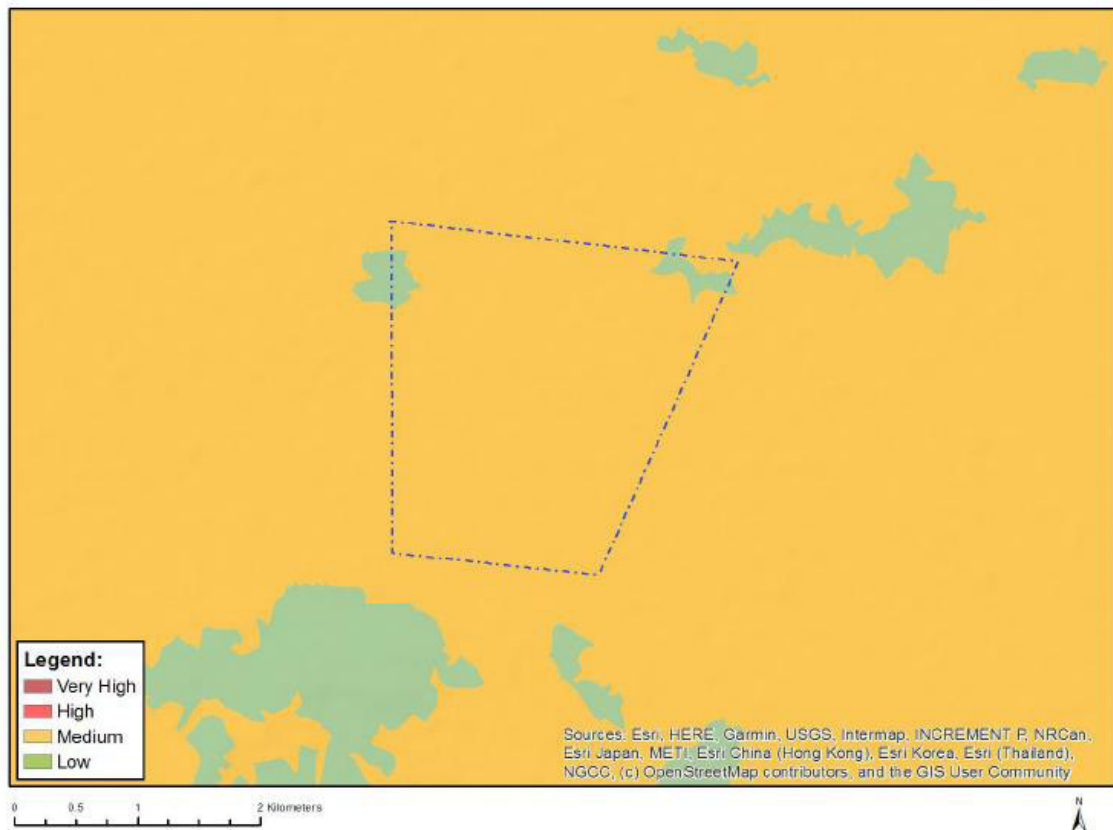 Legend:
Very High
High
Medium
Low
Sources: Esri, HERE, Garmin, USGS, Intermap, INCREMENT P, NRCan,
Esri Japan, METI, Esri China (Hong Kong), Esri Korea, Esri (Thailand),
NGCC, (c) OpenStreetMap contributors, and the GIS User Community
0 0.5 1 2 Kilometers
N